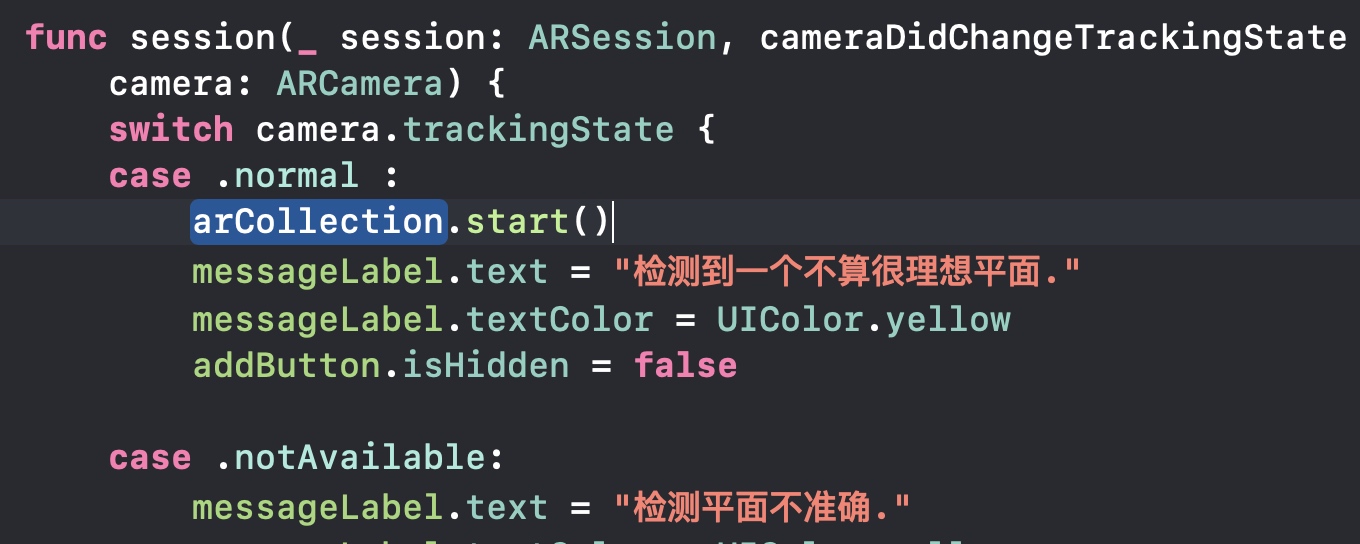 func session(_ session: ARSession, cameraDidChangeTrackingState
camera: ARCamera) {
switch camera.trackingState {
case .normal :
arCollection.start()
messageLabel.text = "检测到一个不算很理想平面."
messageLabel.textColor = UIColor.yellow
addButton.isHidden = false
case .notAvailable:
messageLabel.text = "检测平面不准确."